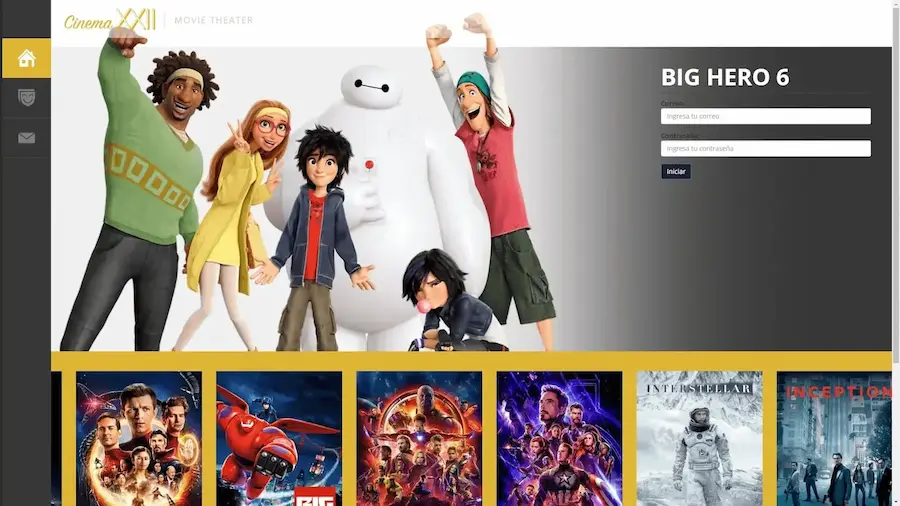 Cinema XXII | MOVIE THEATER
BIG HERO 6
Correo:
Ingresa tu correo
Contraseña:
Ingresa tu contraseña
Iniciar
BIG
INTERSTELLAR
INCEPTION